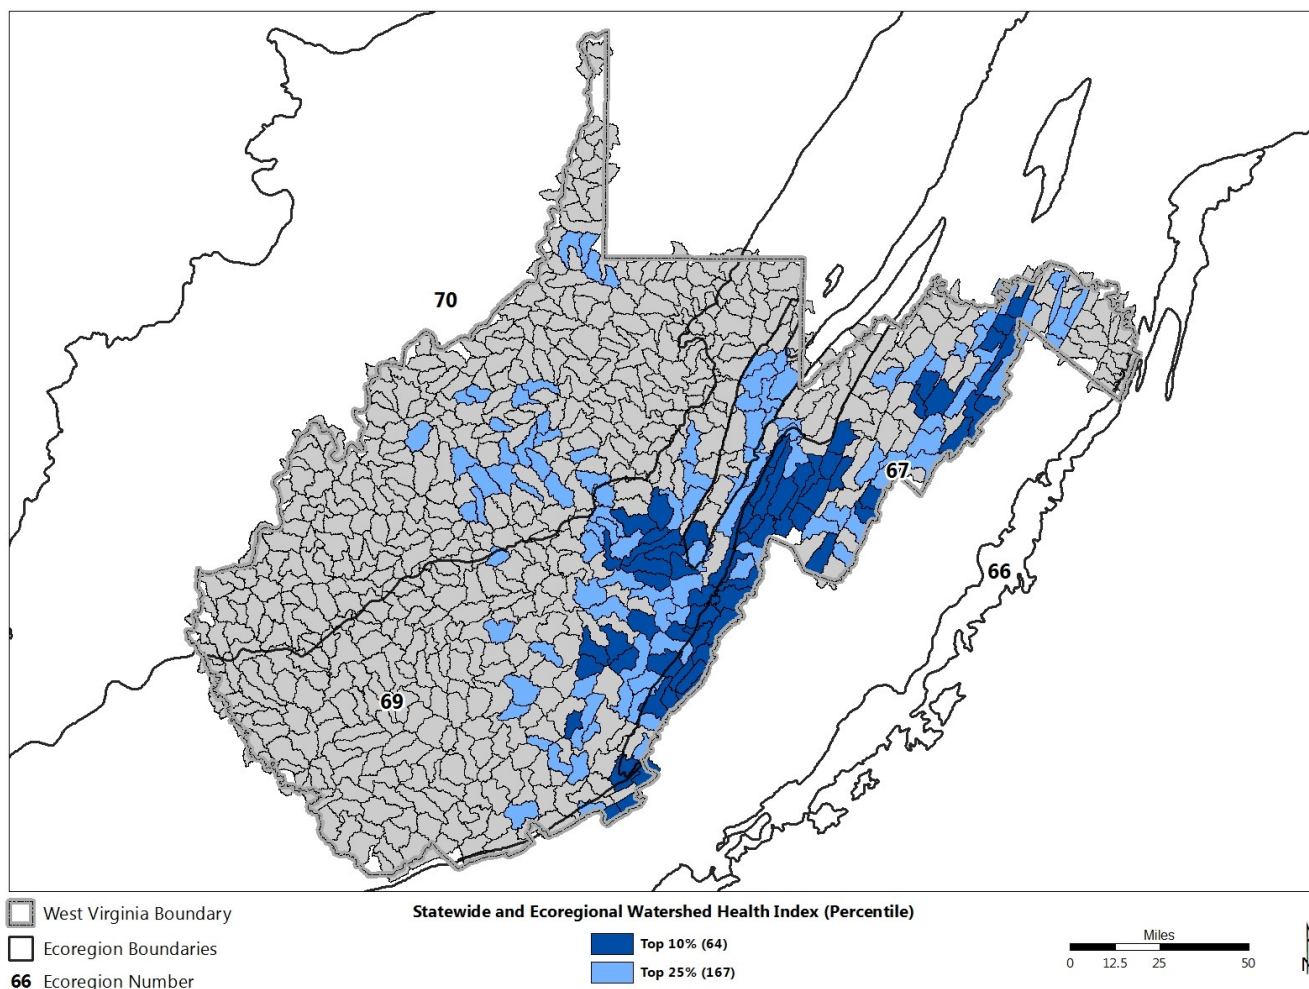 70
67
66
69
West Virginia Boundary
Ecoregion Boundaries
66 Ecoregion Number
Statewide and Ecoregional Watershed Health Index (Percentile)
Top 10% (64)
Top 25% (167)
Miles
0 12.5 25 50